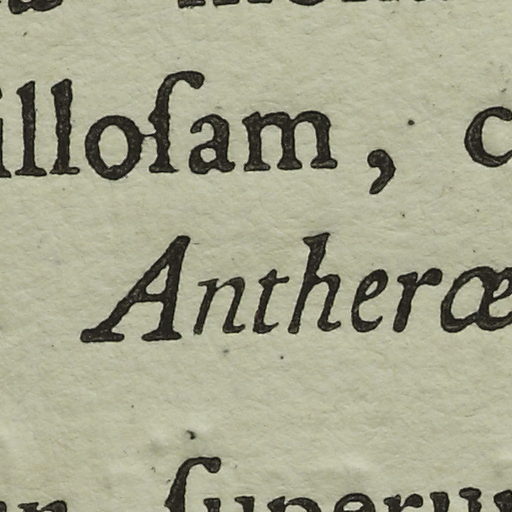 illoſam, c
Antheræ
ſuperu